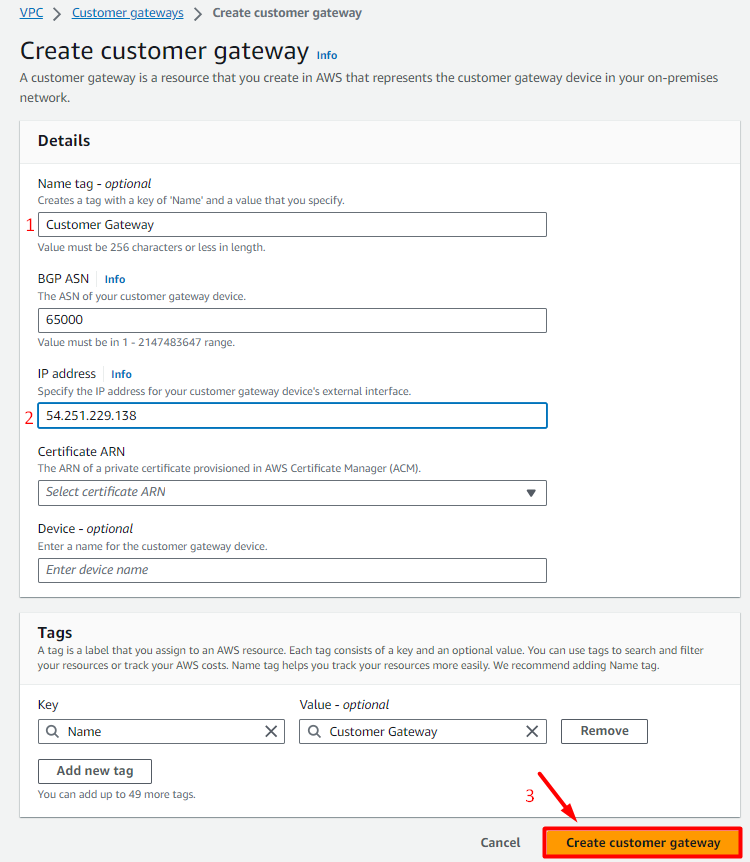 VPC > Customer gateways > Create customer gateway
Create customer gateway Info
A customer gateway is a resource that you create in AWS that represents the customer gateway device in your on-premises
network.
Details
Name tag - optional
Creates a tag with a key of 'Name' and a value that you specify.
1 Customer Gateway
Value must be 256 characters or less in length.
BGP ASN Info
The ASN of your customer gateway device.
65000
Value must be in 1 - 2147483647 range.
IP address Info
Specify the IP address for your customer gateway device's external interface.
2 54.251.229.138
Certificate ARN
The ARN of a private certificate provisioned in AWS Certificate Manager (ACM).
Select certificate ARN
Device - optional
Enter a name for the customer gateway device.
Enter device name
Tags
A tag is a label that you assign to an AWS resource. Each tag consists of a key and an optional value. You can use tags to search and filter
your resources or track your AWS costs. Name tag helps you track your resources more easily. We recommend adding Name tag.
Key Value - optional
Name Customer Gateway Remove
Add new tag
You can add up to 49 more tags.
3
Cancel Create customer gateway